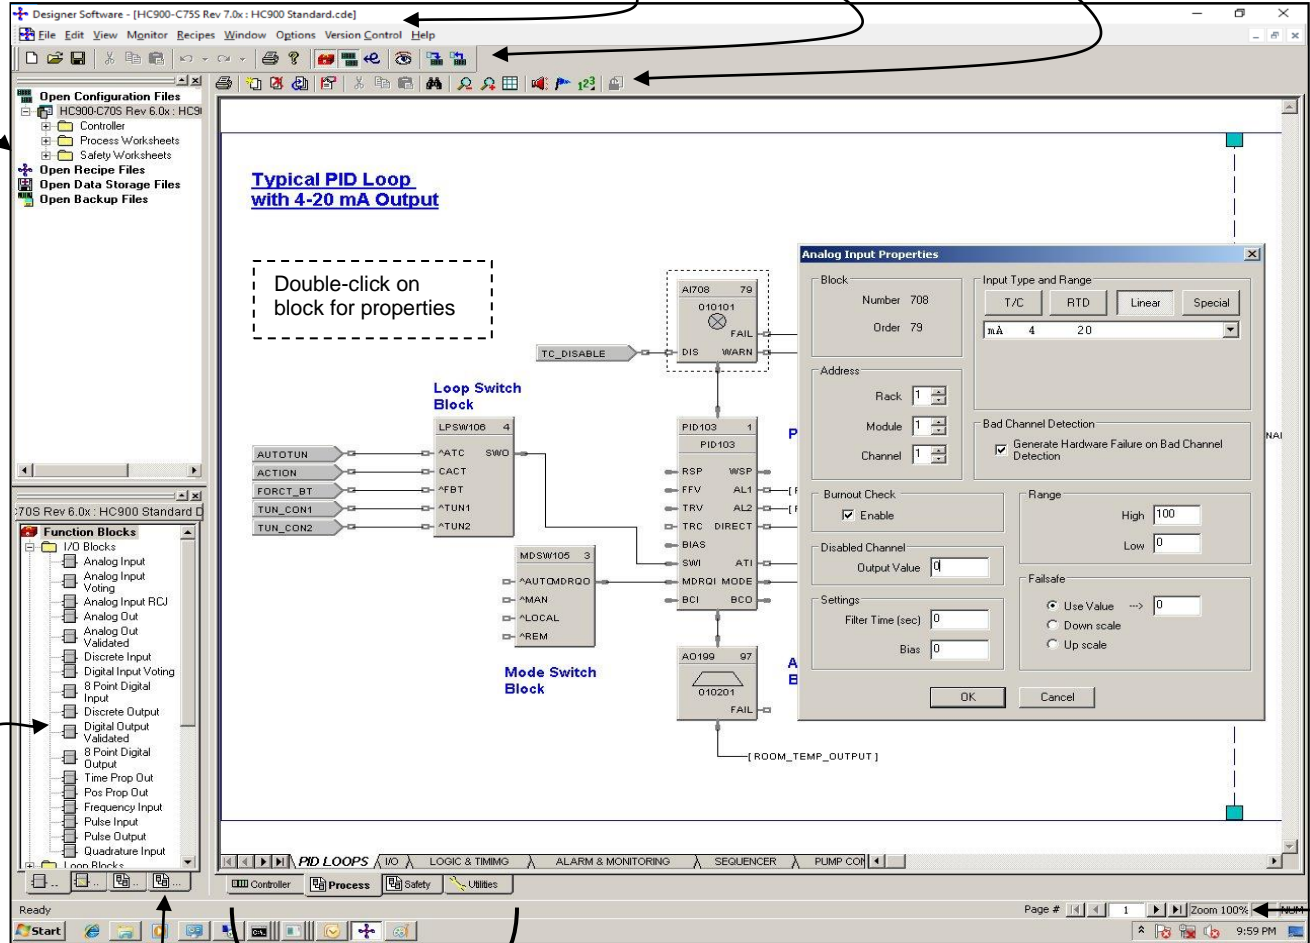 Designer Software - [HC900-C75S Rev 7.0x : HC900 Standard.cde]
File Edit View Monitor Recipes Window Options Version Control Help
Open Configuration Files
HC900-C70S Rev 6.0x : HC9
Controller
Process Worksheets
Safety Worksheets
Open Recipe Files
Open Data Storage Files
Open Backup Files
:70S Rev 6.0x : HC900 Standard
Function Blocks
I/O Blocks
Analog Input
Analog Input
Voting
Analog Input RCJ
Analog Out
Analog Out
Validated
Discrete Input
Digital Input Voting
8 Point Digital
Input
Discrete Output
Digital Output
Validated
8 Point Digital
Output
Time Prop Out
Pos Prop Out
Frequency Input
Pulse Input
Pulse Output
Quadrature Input
Loop Blocks
Typical PID Loop
with 4-20 mA Output
Double-click on
block for properties
AI708 79
010101
FAIL
DIS WARN
TC_DISABLE
Loop Switch
Block
LPSW106 4
^ATC SWO
CACT
^FBT
^TUN1
^TUN2
AUTOTUN
ACTION
FORCT_BT
TUN_CON1
TUN_CON2
PID103 1
PID103
RSP WSP
FFV AL1
TRV AL2
TRC DIRECT
BIAS
SWI ATI
MDRQI MODE
BCI BCO
MDSW105 3
^AUTOMDRQO
^MAN
^LOCAL
^REM
Mode Switch
Block
AO199 97
010201
FAIL
[ ROOM_TEMP_OUTPUT ]
P
A
B
NAI
Analog Input Properties
Block
Number 708
Order 79
Input Type and Range
T/C RTD Linear Special
mA 4 20
Address
Rack 1
Module 1
Channel 1
Bad Channel Detection
Generate Hardware Failure on Bad Channel
Detection
Burnout Check
Enable
Range
High 100
Low 0
Disabled Channel
Output Value 0
Failsafe
Use Value ---> 0
Down scale
Up scale
Settings
Filter Time (sec) 0
Bias 0
OK Cancel
PID LOOPS I/O LOGIC & TIMIMG ALARM & MONITORING SEQUENCER PUMP CON
Controller Process Safety Utilities
Ready
Page # 1 Zoom 100% NUM
Start
9:59 PM